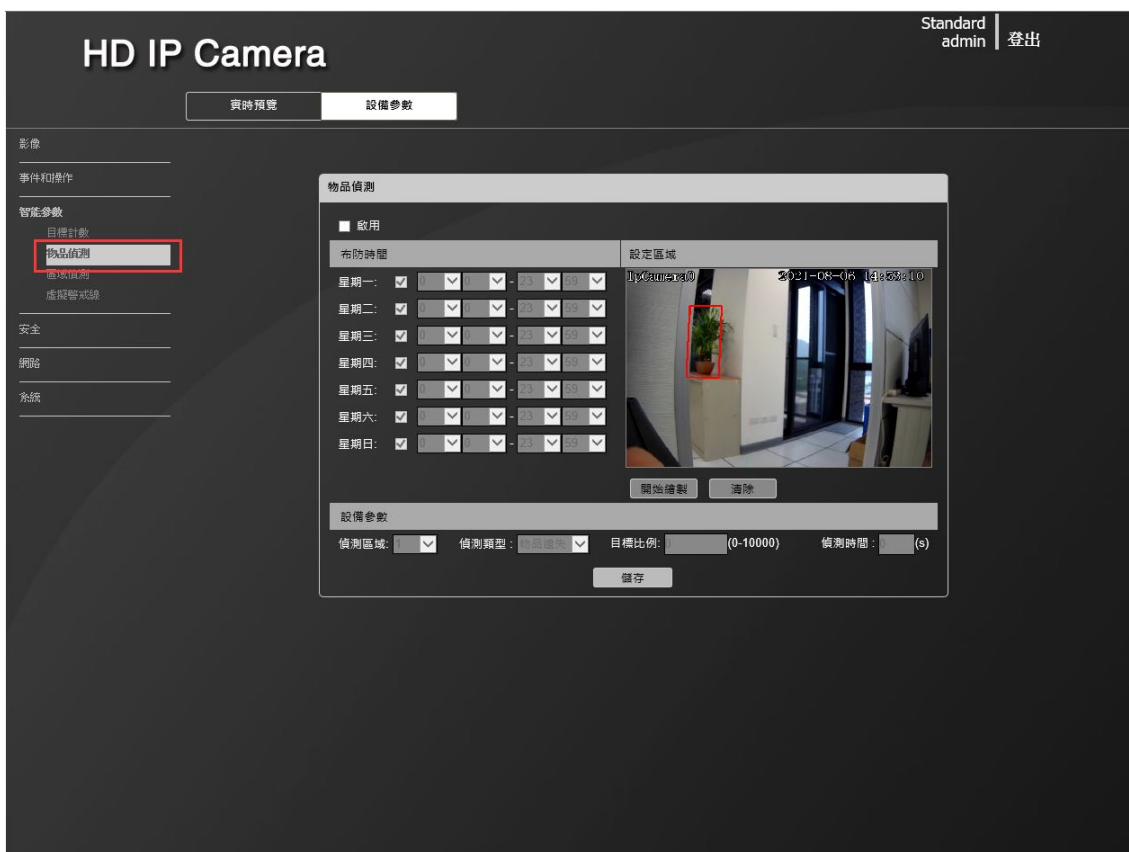 Standard
HD IP Camera
admin
登出
實時預覽
設備參數
影像
事件和操作
智能參數
目標計數
物品偵測
區域偵測
虛擬警戒線
安全
網路
系統
物品偵測
啟用
布防時間
設定區域
星期一: 0 0 - 23 59
星期二: 0 0 - 23 59
星期三: 0 0 - 23 59
星期四: 0 0 - 23 59
星期五: 0 0 - 23 59
星期六: 0 0 - 23 59
星期日: 0 0 - 23 59
IpCamera0 2021-08-06 14:53:10
開始繪製 清除
設備參數
偵測區域: 1 偵測類型 : 物品遺失 目標比例: 0 (0-10000) 偵測時間 : 0 (s)
儲存